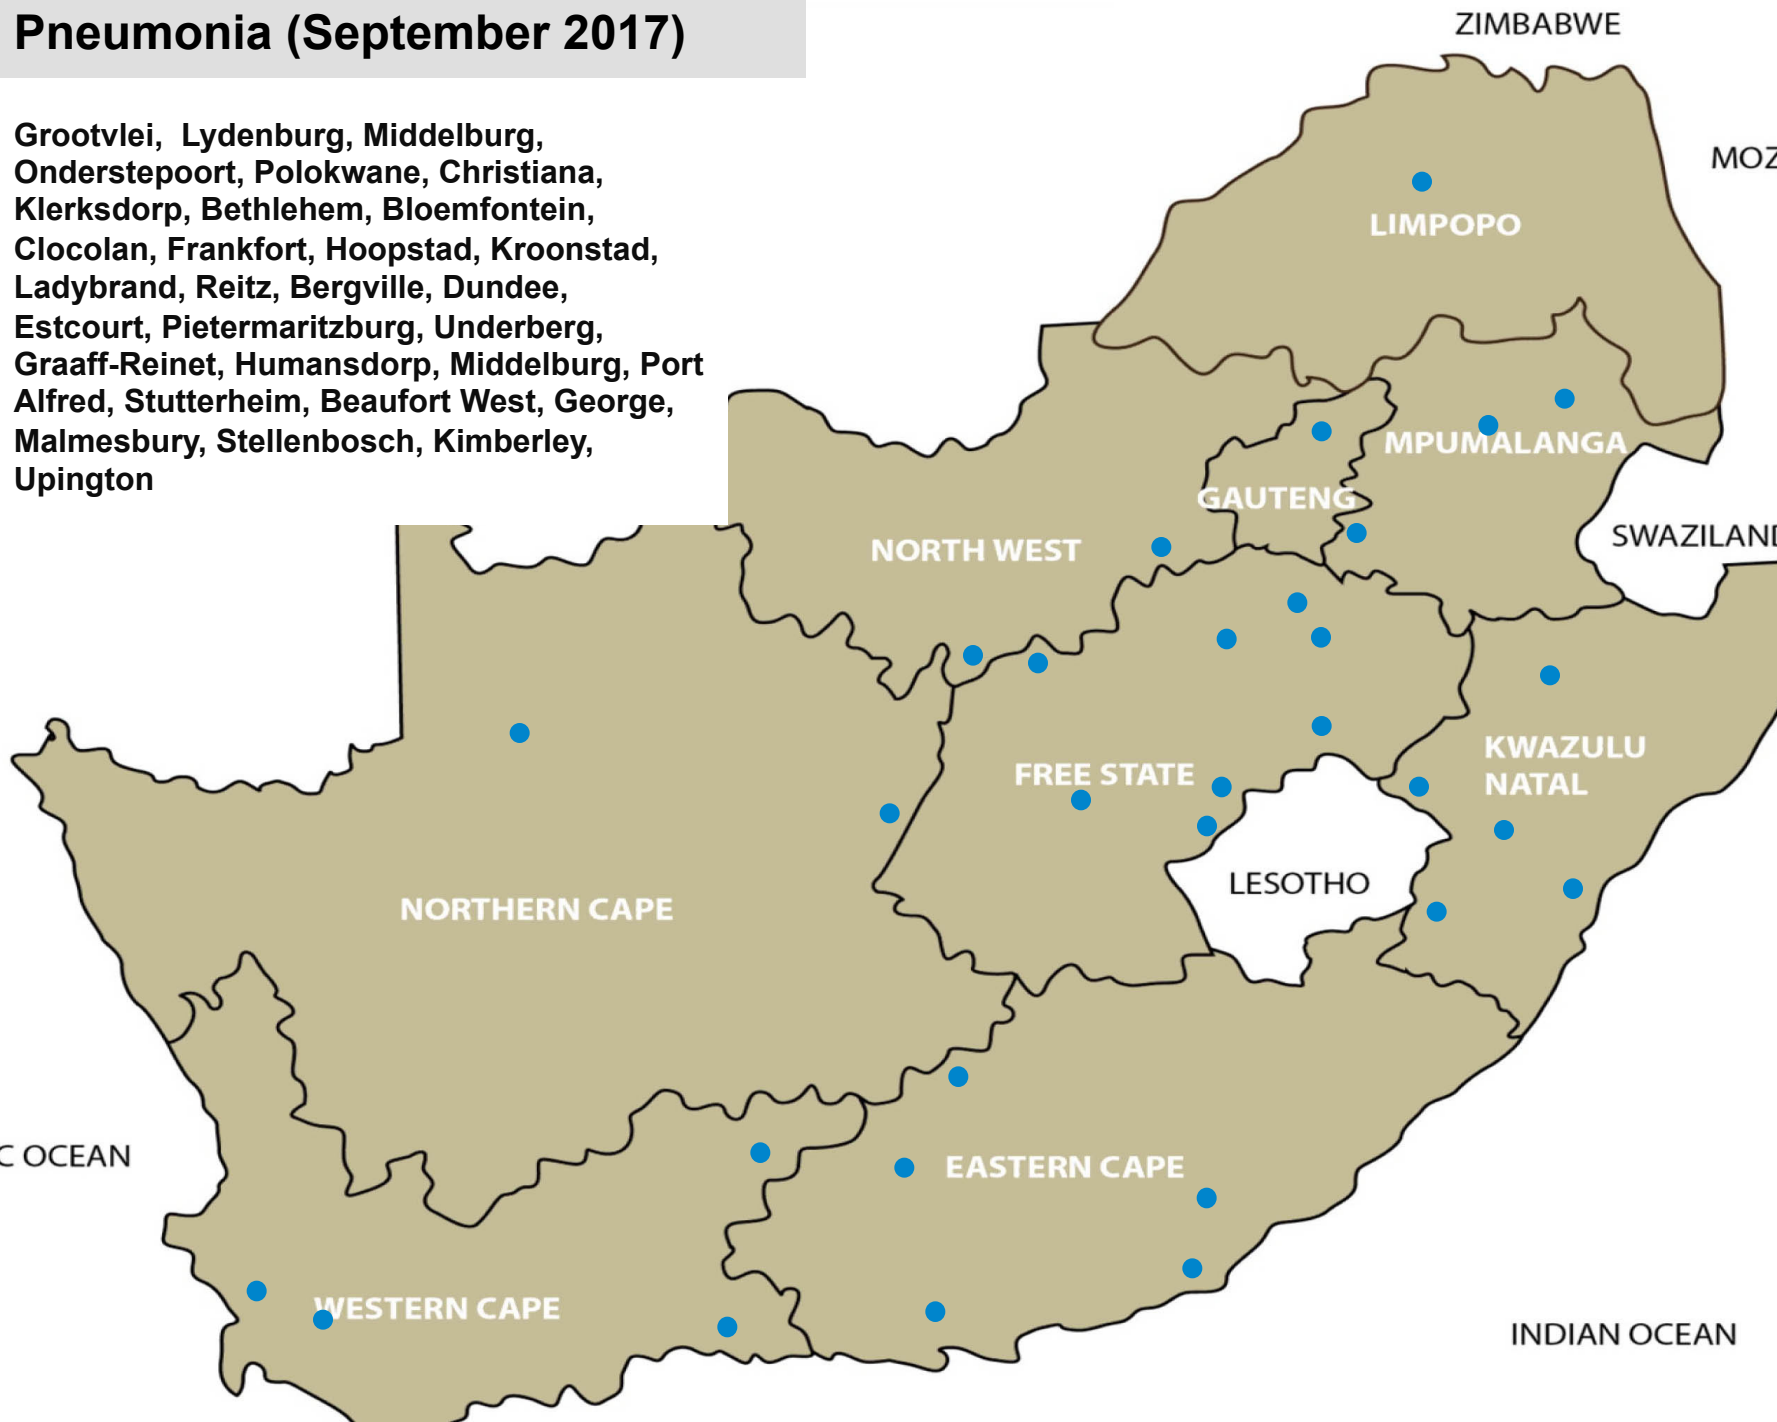 Pneumonia (September 2017)
Grootvlei, Lydenburg, Middelburg,
Onderstepoort, Polokwane, Christiana,
Klerksdorp, Bethlehem, Bloemfontein,
Clocolan, Frankfort, Hoopstad, Kroonstad,
Ladybrand, Reitz, Bergville, Dundee,
Estcourt, Pietermaritzburg, Underberg,
Graaff-Reinet, Humansdorp, Middelburg, Port
Alfred, Stutterheim, Beaufort West, George,
Malmesbury, Stellenbosch, Kimberley,
Upington
ZIMBABWE
MOZ
LIMPOPO
MPUMALANGA
GAUTENG
SWAZILAND
NORTH WEST
KWAZULU
NATAL
FREE STATE
LESOTHO
NORTHERN CAPE
C OCEAN
EASTERN CAPE
WESTERN CAPE
INDIAN OCEAN